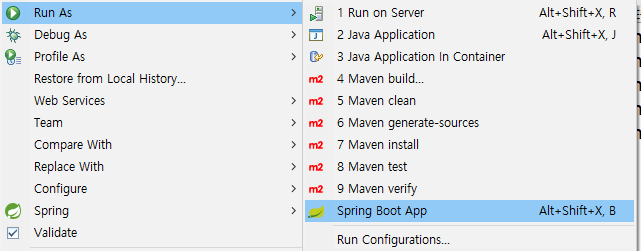 Run As
Debug As
Profile As
Restore from Local History...
Web Services
Team
Compare With
Replace With
Configure
Spring
Validate
1 Run on Server Alt+Shift+X, R
2 Java Application Alt+Shift+X, J
3 Java Application In Container
m2 4 Maven build...
m2 5 Maven clean
m2 6 Maven generate-sources
m2 7 Maven install
m2 8 Maven test
m2 9 Maven verify
Spring Boot App Alt+Shift+X, B
Run Configurations...